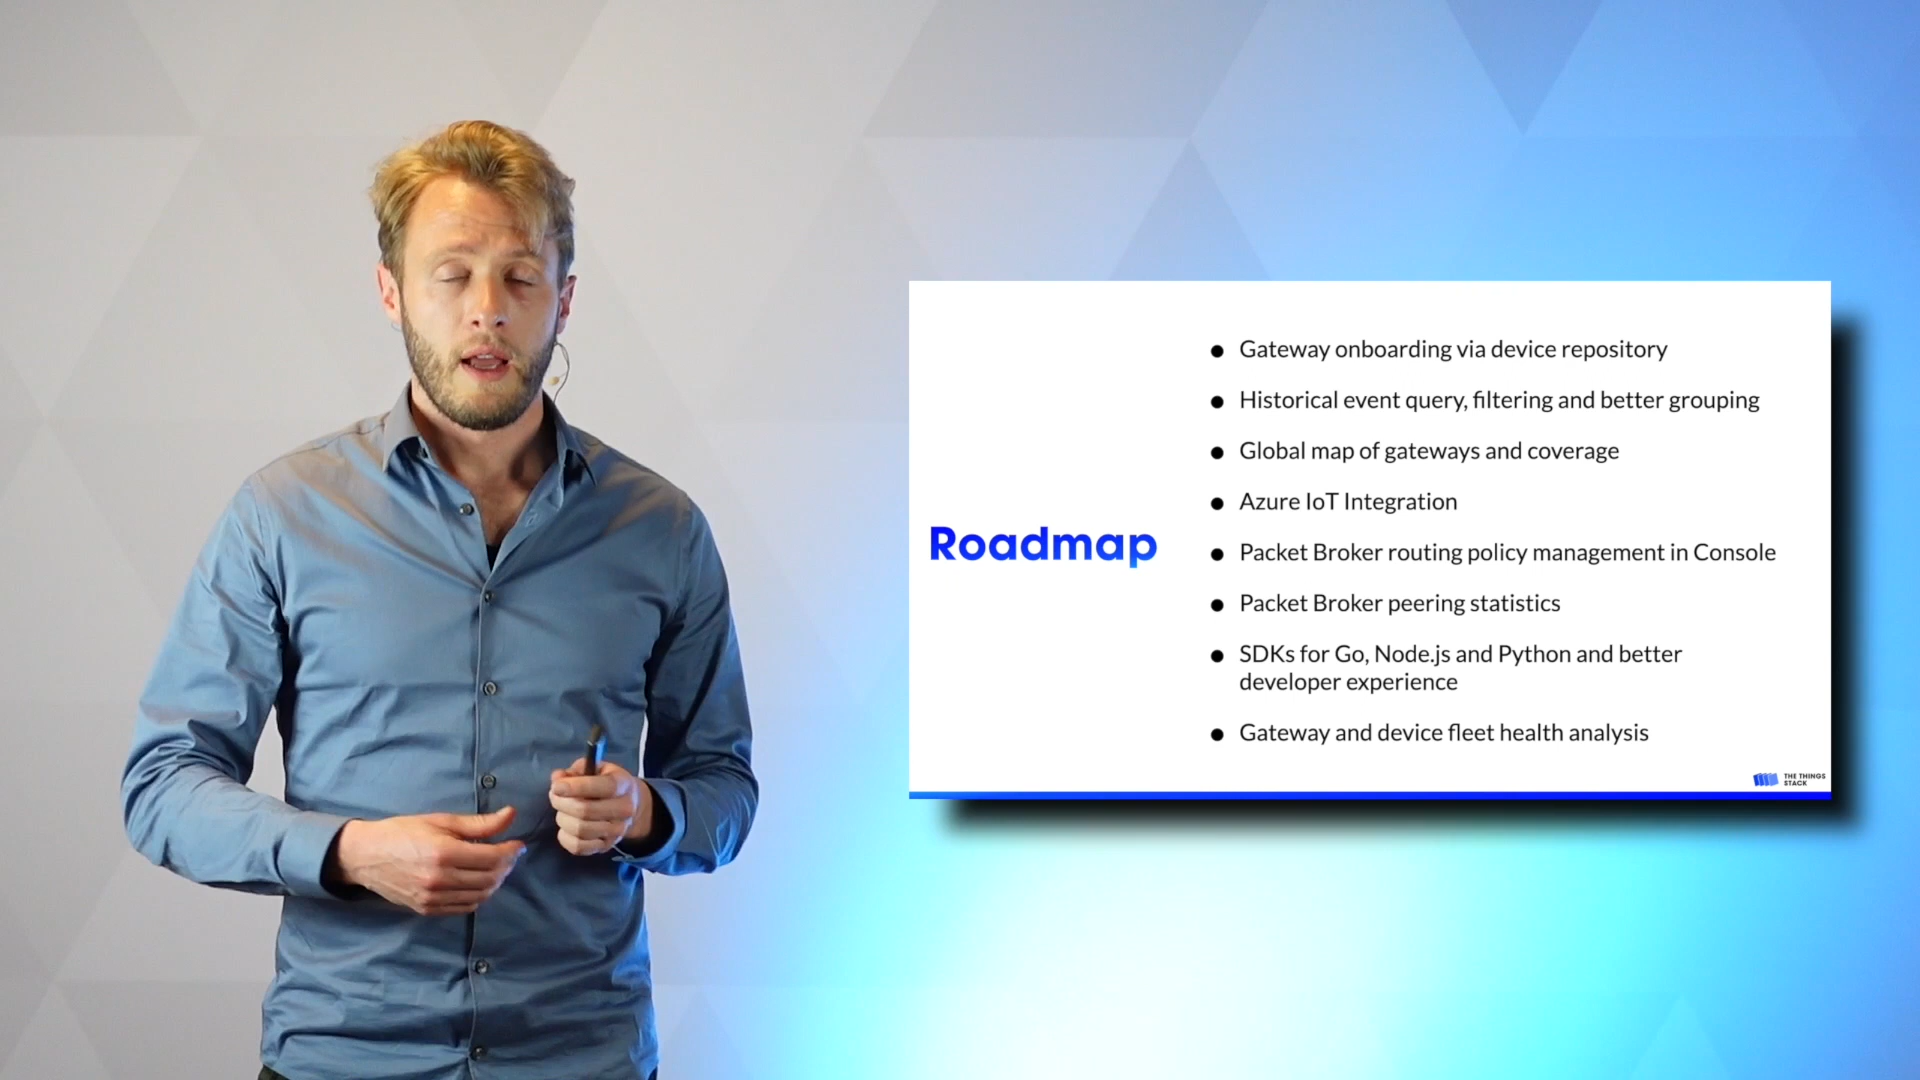 Roadmap
Gateway onboarding via device repository
Historical event query, filtering and better grouping
Global map of gateways and coverage
Azure IoT Integration
Packet Broker routing policy management in Console
Packet Broker peering statistics
SDKs for Go, Node.js and Python and better
developer experience
Gateway and device fleet health analysis
THE THINGS
STACK